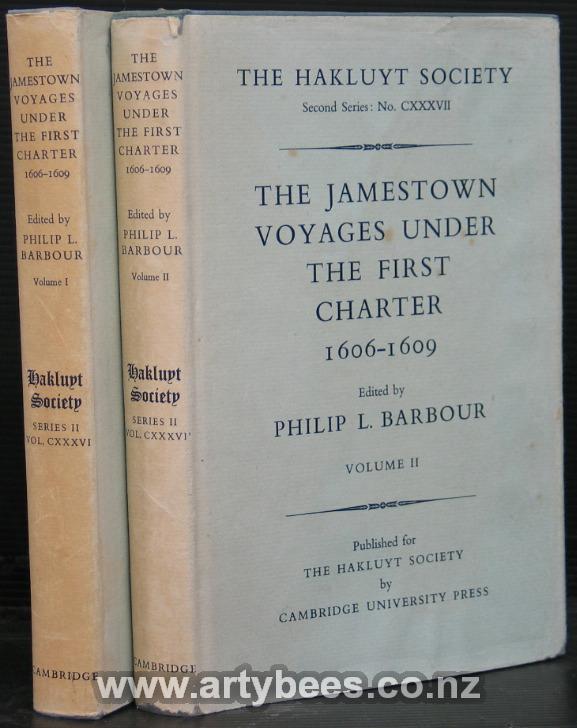 THE
JAMESTOWN
VOYAGES
UNDER
THE FIRST
CHARTER
1606-1609
Edited by
PHILIP L.
BARBOUR
Volume I
Hakluyt
Society
SERIES II
VOL. CXXXVI
CAMBRIDGE
THE
JAMESTOWN
VOYAGES
UNDER
THE FIRST
CHARTER
1606-1609
Edited by
PHILIP L.
BARBOUR
Volume II
Hakluyt
Society
SERIES II
VOL. CXXXVI
CAMBRIDGE
THE HAKLUYT SOCIETY
Second Series: No. CXXXVII
THE JAMESTOWN
VOYAGES UNDER
THE FIRST
CHARTER
1606-1609
Edited by
PHILIP L. BARBOUR
VOLUME II
Published for
THE HAKLUYT SOCIETY
by
CAMBRIDGE UNIVERSITY PRESS
www.artybees.co.nz